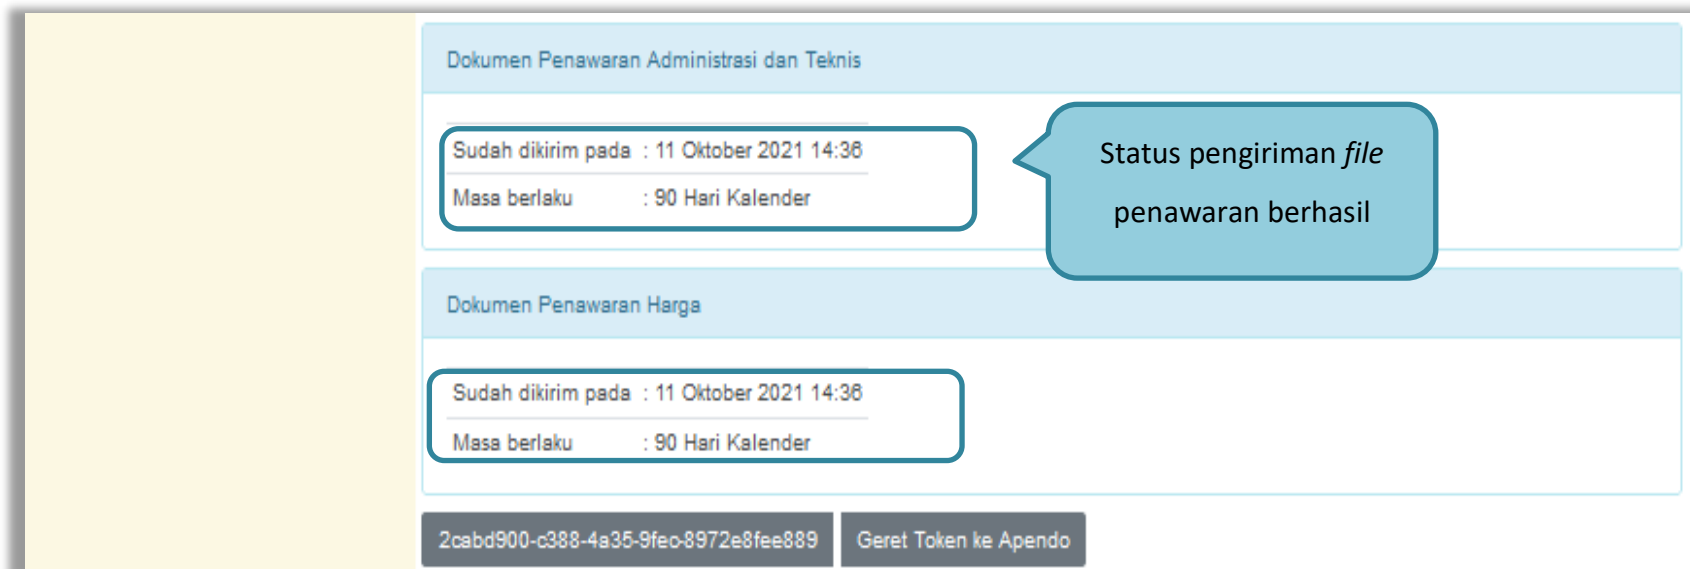 Dokumen Penawaran Administrasi dan Teknis
Sudah dikirim pada : 11 Oktober 2021 14:36
Masa berlaku : 90 Hari Kalender
Status pengiriman file
penawaran berhasil
Dokumen Penawaran Harga
Sudah dikirim pada : 11 Oktober 2021 14:36
Masa berlaku : 90 Hari Kalender
2cabd900-c388-4a35-9fec-8972e8fee889
Geret Token ke Apendo